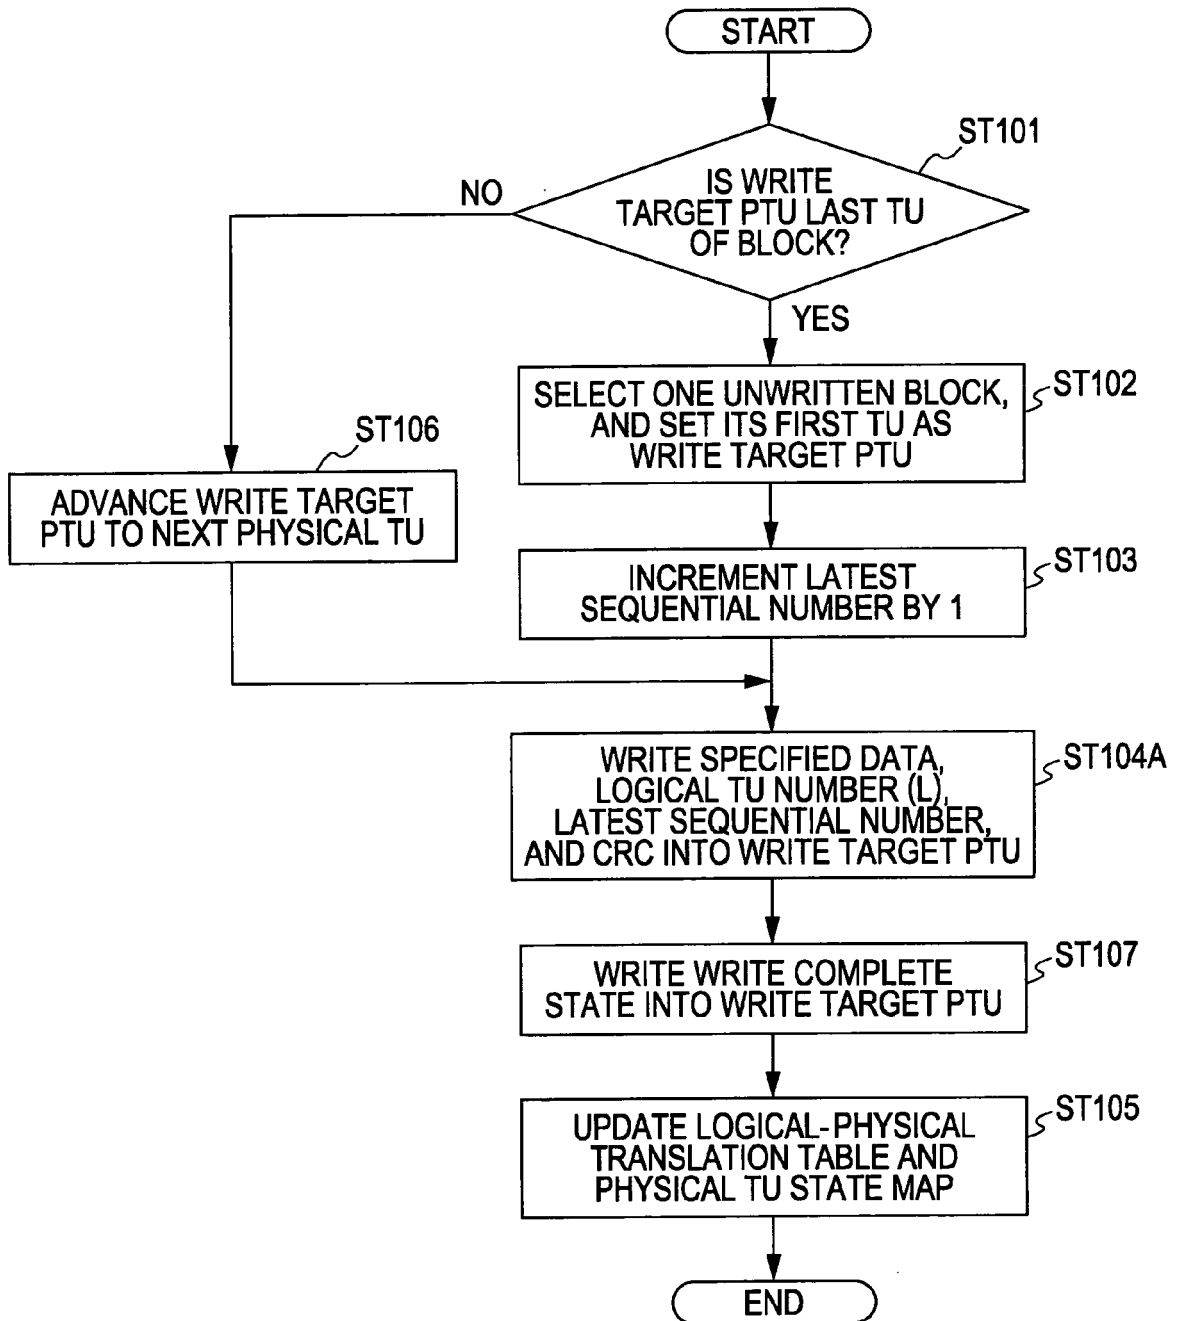 START
ST101
IS WRITE
TARGET PTU LAST TU
OF BLOCK?
NO
YES
ST102
SELECT ONE UNWRITTEN BLOCK,
AND SET ITS FIRST TU AS
WRITE TARGET PTU
ST106
ADVANCE WRITE TARGET
PTU TO NEXT PHYSICAL TU
ST103
INCREMENT LATEST
SEQUENTIAL NUMBER BY 1
ST104A
WRITE SPECIFIED DATA,
LOGICAL TU NUMBER (L),
LATEST SEQUENTIAL NUMBER,
AND CRC INTO WRITE TARGET PTU
ST107
WRITE WRITE COMPLETE
STATE INTO WRITE TARGET PTU
ST105
UPDATE LOGICAL-PHYSICAL
TRANSLATION TABLE AND
PHYSICAL TU STATE MAP
END